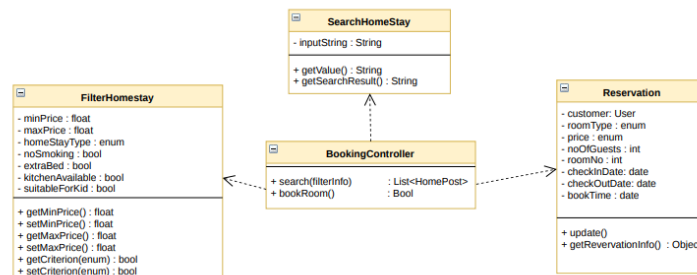 SearchHomeStay
- inputString : String
+ getValue() : String
+ getSearchResult() : String
FilterHomestay
- minPrice : float
- maxPrice : float
- homeStayType : enum
- noSmoking : bool
- extraBed : bool
- kitchenAvailable : bool
- suitableForKid : bool
+ getMinPrice() : float
+ setMinPrice() : float
+ getMaxPrice() : float
+ setMaxPrice() : float
+ getCriterion(enum) : bool
+ setCriterion(enum) : bool
BookingController
+ search(filterInfo) : List<HomePost>
+ bookRoom() : Bool
Reservation
- customer: User
- roomType : enum
- price : enum
- noOfGuests : int
- roomNo : int
- checkInDate: date
- checkOutDate: date
- bookTime : date
+ update()
+ getRevervationInfo() : Objec